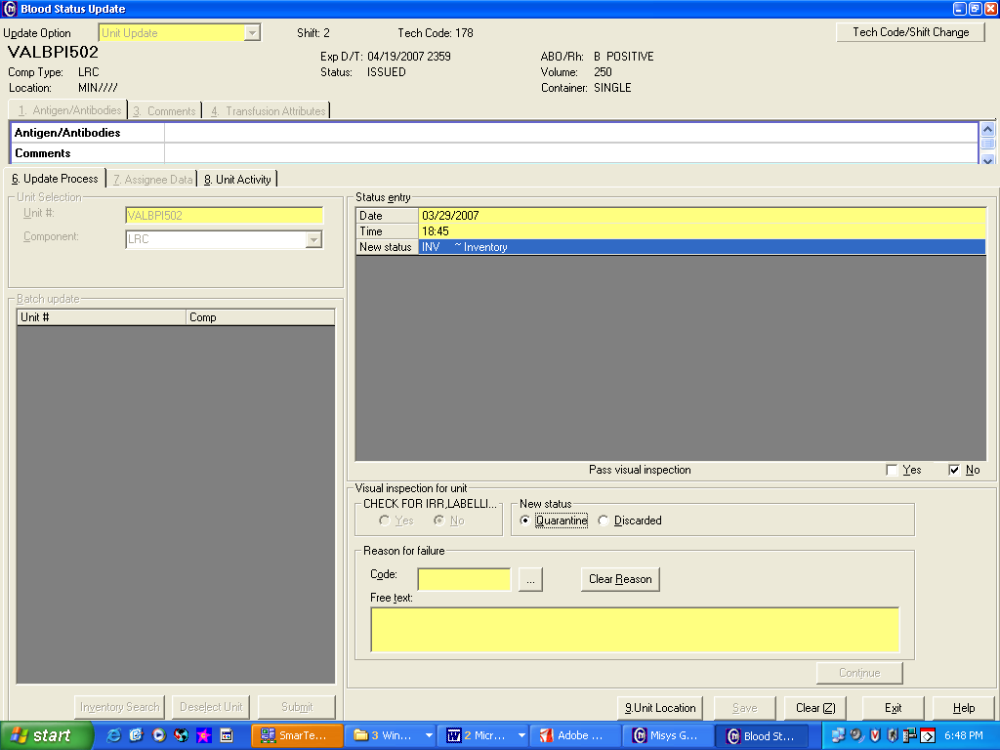 Blood Status Update
Update Option Unit Update Shift: 2 Tech Code: 178 Tech Code/Shift Change
VALBPI502
Exp D/T: 04/19/2007 2359 ABO/Rh: B POSITIVE
Comp Type: LRC Status: ISSUED Volume: 250
Location: MIN//// Container: SINGLE
1. Antigen/Antibodies 3. Comments 4. Transfusion Attributes
Antigen/Antibodies
Comments
6. Update Process 7. Assignee Data 8. Unit Activity
Unit Selection
Unit #: VALBPI502
Component: LRC
Batch update
Unit # Comp
Inventory Search Deselect Unit Submit
Status entry
Date 03/29/2007
Time 18:45
New status INV ~ Inventory
Pass visual inspection Yes No
Visual inspection for unit
CHECK FOR IRR,LABELLI... New status
Yes No Quarantine Discarded
Reason for failure
Code: ... Clear Reason
Free text:
Continue
9.Unit Location Save Clear (Z) Exit Help
start SmarTe... 3 Win... 2 Micr... Adobe ... Misys G... Blood St... 6:48 PM